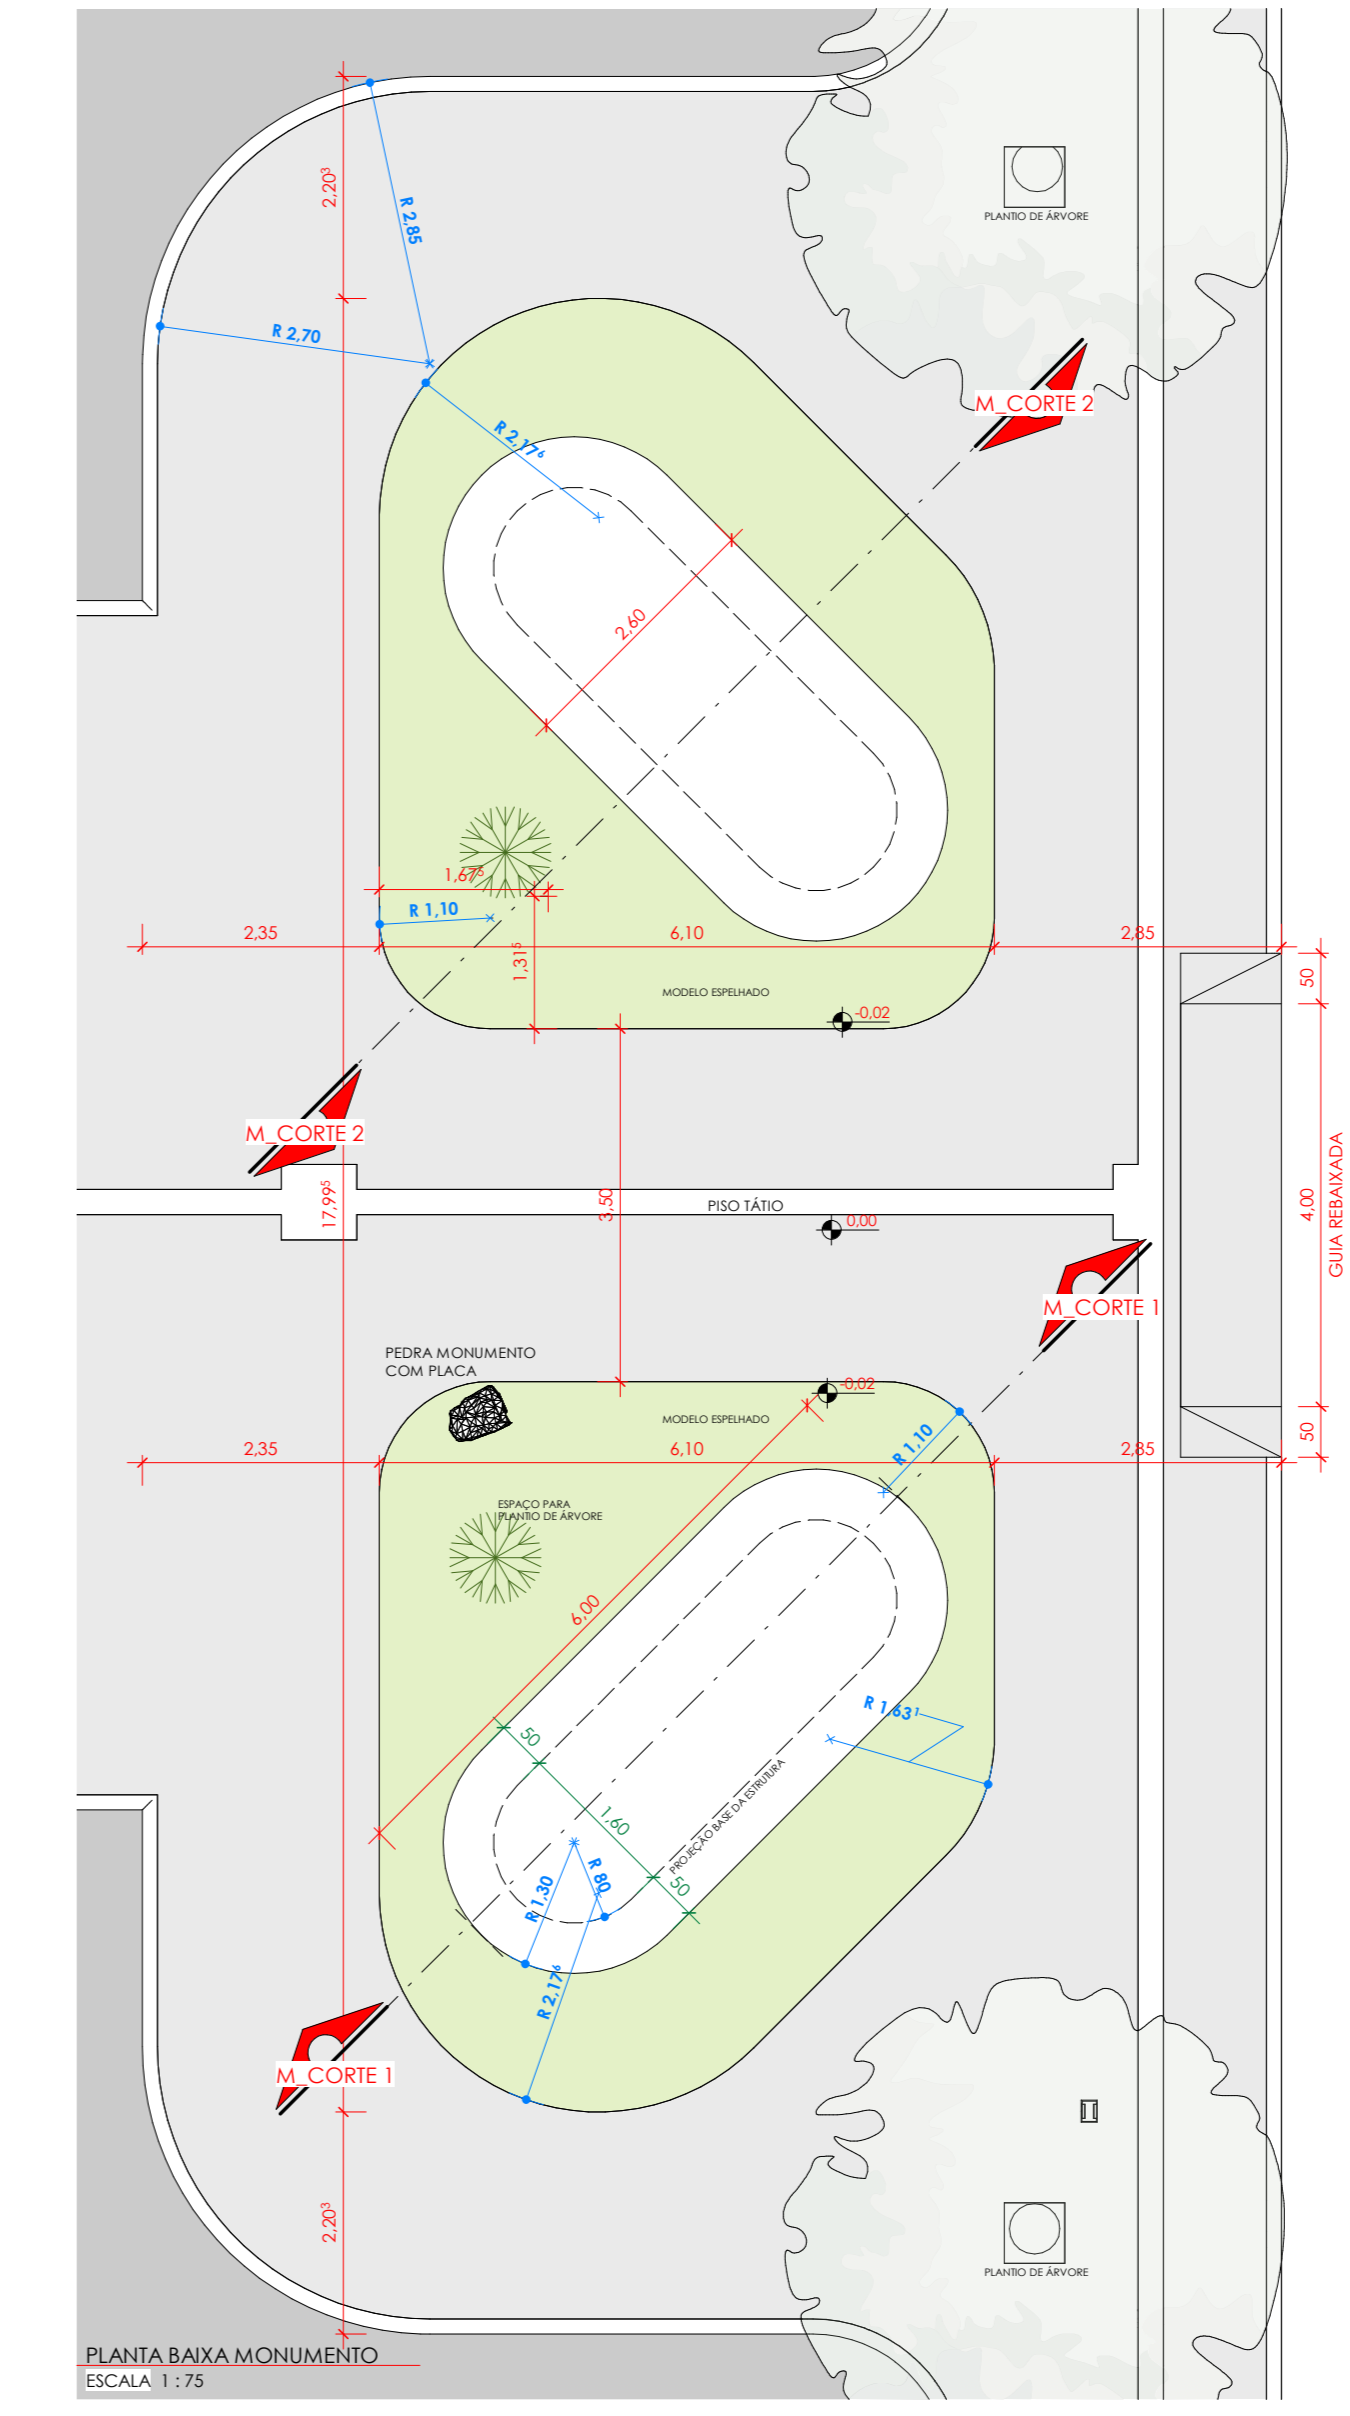 2,20³
R 2,85
PLANTIO DE ÁRVORE
R 2,70
M_CORTE 2
R 2,17⁶
2,60
1,67⁵
R 1,10
2,35
6,10
2,85
1,31⁵
50
MODELO ESPELHADO
-0,02
M_CORTE 2
17,99⁵
3,50
PISO TÁTIO
0,00
4,00
GUIA REBAIXADA
M_CORTE 1
PEDRA MONUMENTO
COM PLACA
-0,02
MODELO ESPELHADO
R 1,10
50
2,35
6,10
2,85
ESPAÇO PARA
PLANTIO DE ÁRVORE
6,00
R 1,63¹
50
1,60
PROJEÇÃO BASE DA ESTRUTURA
R 80
50
R 1,30
R 2,17⁶
M_CORTE 1
2,20³
PLANTIO DE ÁRVORE
PLANTA BAIXA MONUMENTO
ESCALA 1 : 75